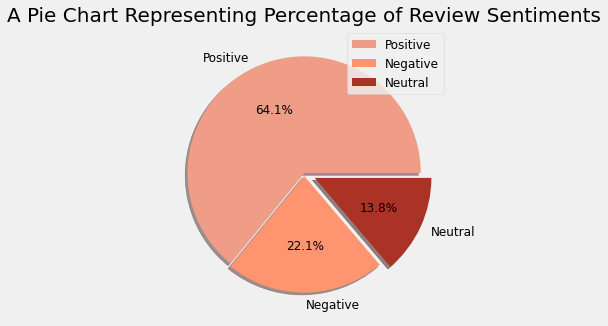 A Pie Chart Representing Percentage of Review Sentiments
Positive
Negative
Neutral
Positive
64.1%
13.8%
Neutral
22.1%
Negative